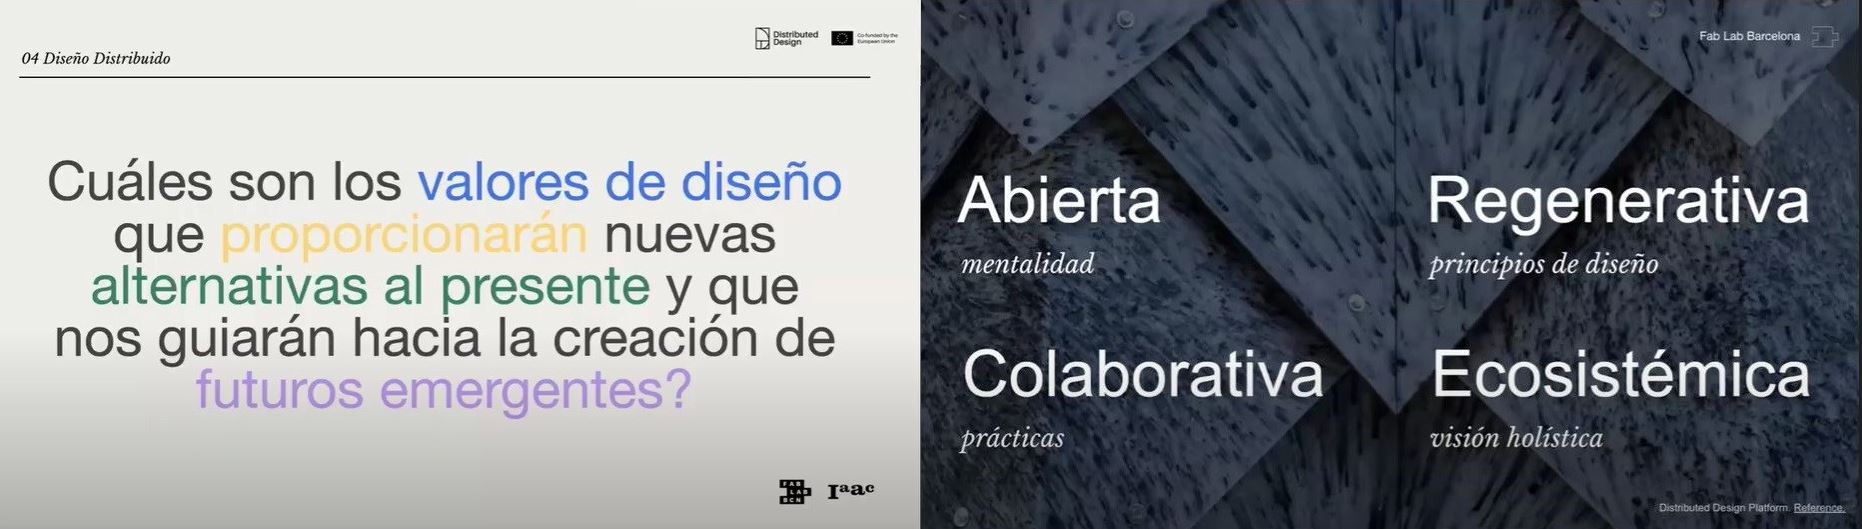 04 Diseño Distribuido
Distributed
Design
Co-funded by the
European Union
Cuáles son los valores de diseño
que proporcionarán nuevas
alternativas al presente y que
nos guiarán hacia la creación de
futuros emergentes?
FAB
LAB
BCN
Iaac
Fab Lab Barcelona
Abierta
mentalidad
Regenerativa
principios de diseño
Colaborativa
prácticas
Ecosistémica
visión holística
Distributed Design Platform. Reference.